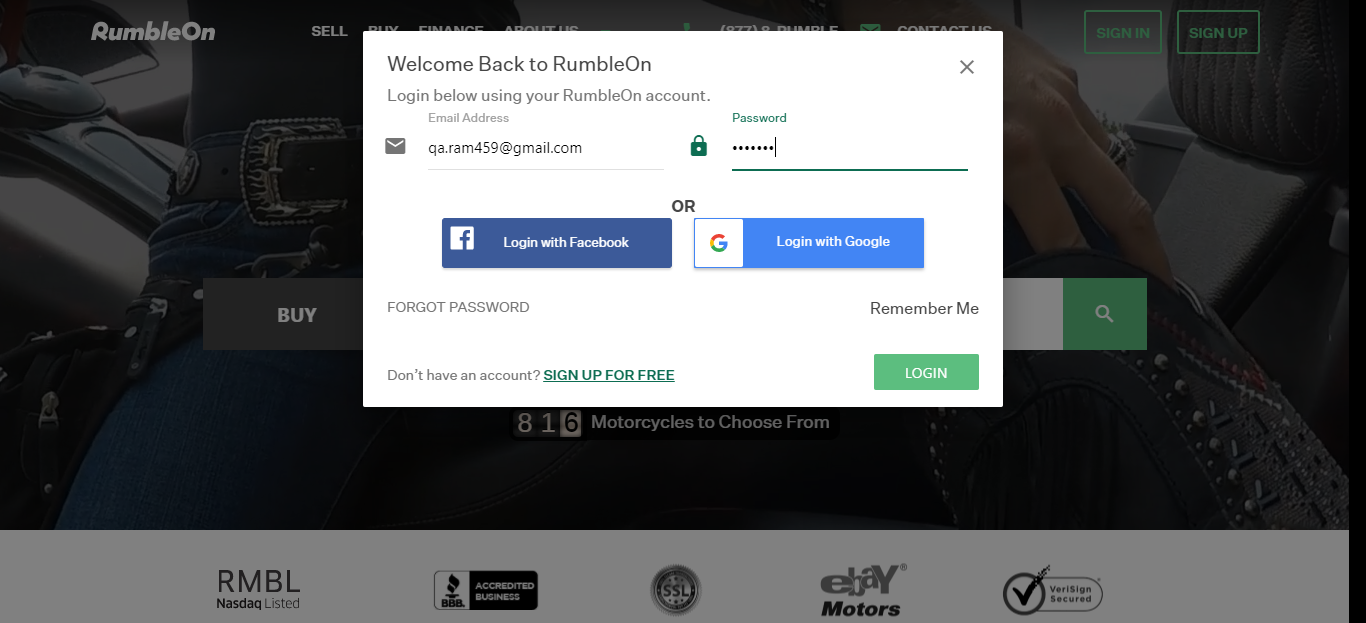 RumbleOn
SELL BUY FINANCE ABOUT US (877) 8-RUMBLE CONTACT US SIGN IN SIGN UP
Welcome Back to RumbleOn
Login below using your RumbleOn account.
Email Address Password
qa.ram459@gmail.com •••••••
OR
Login with Facebook Login with Google
FORGOT PASSWORD Remember Me
BUY
Don't have an account? SIGN UP FOR FREE LOGIN
816 Motorcycles to Choose From
RMBL
Nasdaq Listed
BBB. ACCREDITED
BUSINESS
SSL
ebay®
Motors
VeriSign
Secured